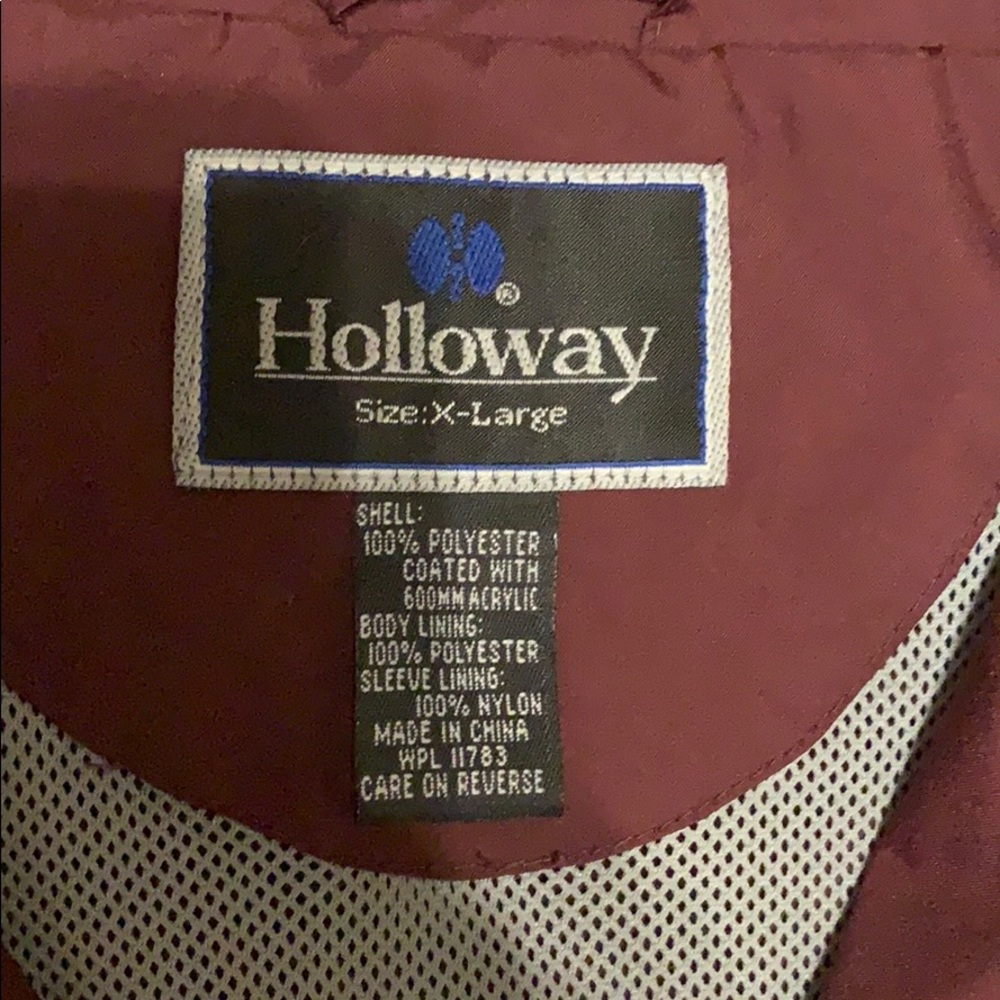 ®
Holloway
Size:X-Large
SHELL:
100% POLYESTER
COATED WITH
600MM ACRYLIC
BODY LINING:
100% POLYESTER
SLEEVE LINING:
100% NYLON
MADE IN CHINA
WPL 11783
CARE ON REVERSE